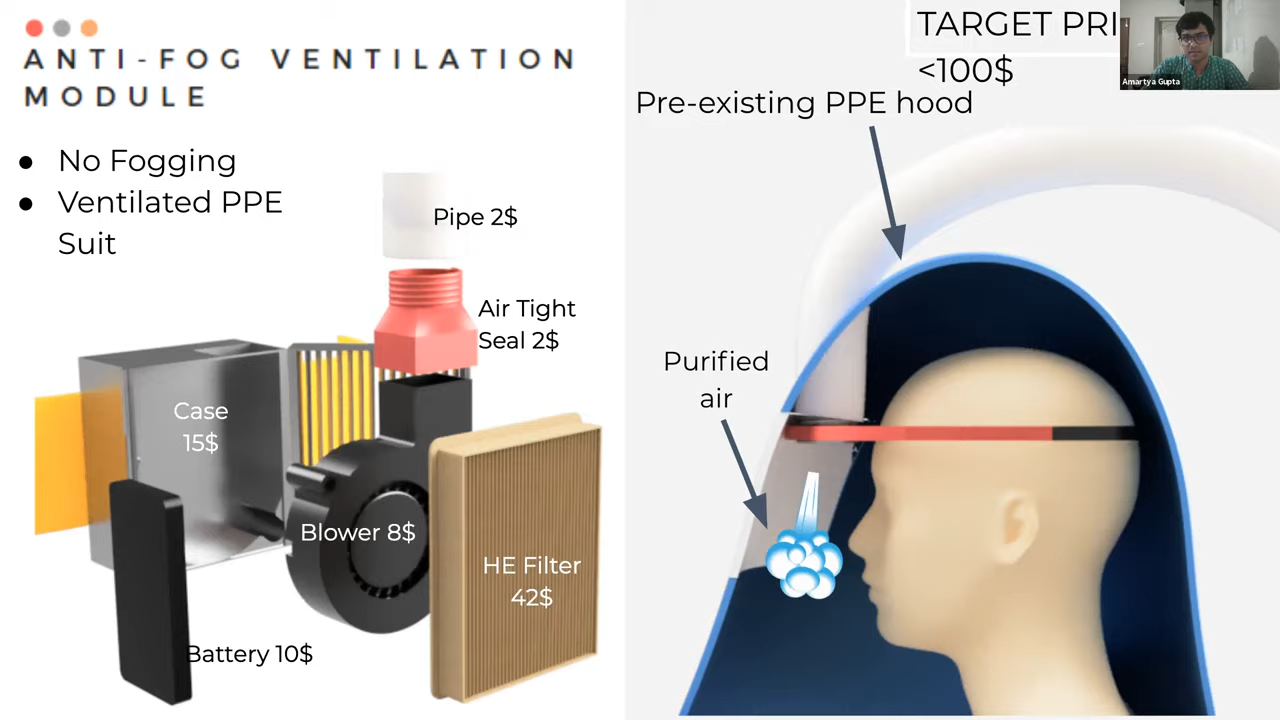 ANTI-FOG VENTILATION
MODULE
● No Fogging
● Ventilated PPE
Suit
Pipe 2$
Air Tight
Seal 2$
Case
15$
Blower 8$
HE Filter
42$
Battery 10$
TARGET PRI
<100$
Pre-existing PPE hood
Purified
air
Amartya Gupta